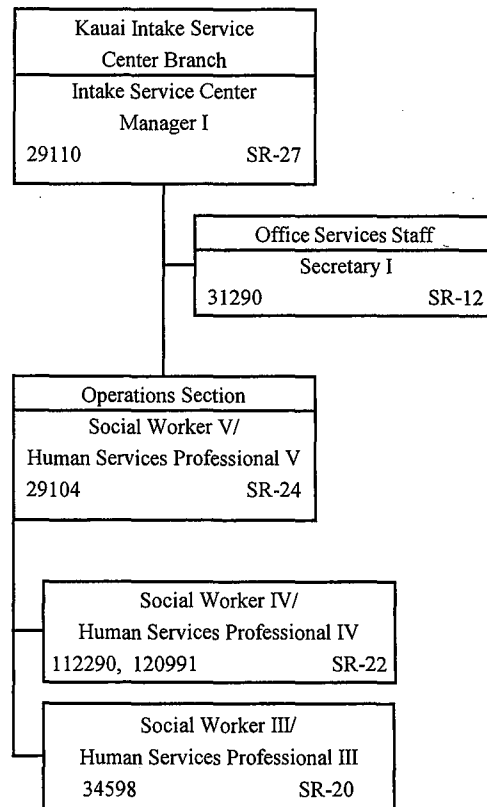 Kauai Intake Service
Center Branch
Intake Service Center
Manager I
29110 SR-27
Office Services Staff
Secretary I
31290 SR-12
Operations Section
Social Worker V/
Human Services Professional V
29104 SR-24
Social Worker IV/
Human Services Professional IV
112290, 120991 SR-22
Social Worker III/
Human Services Professional III
34598 SR-20